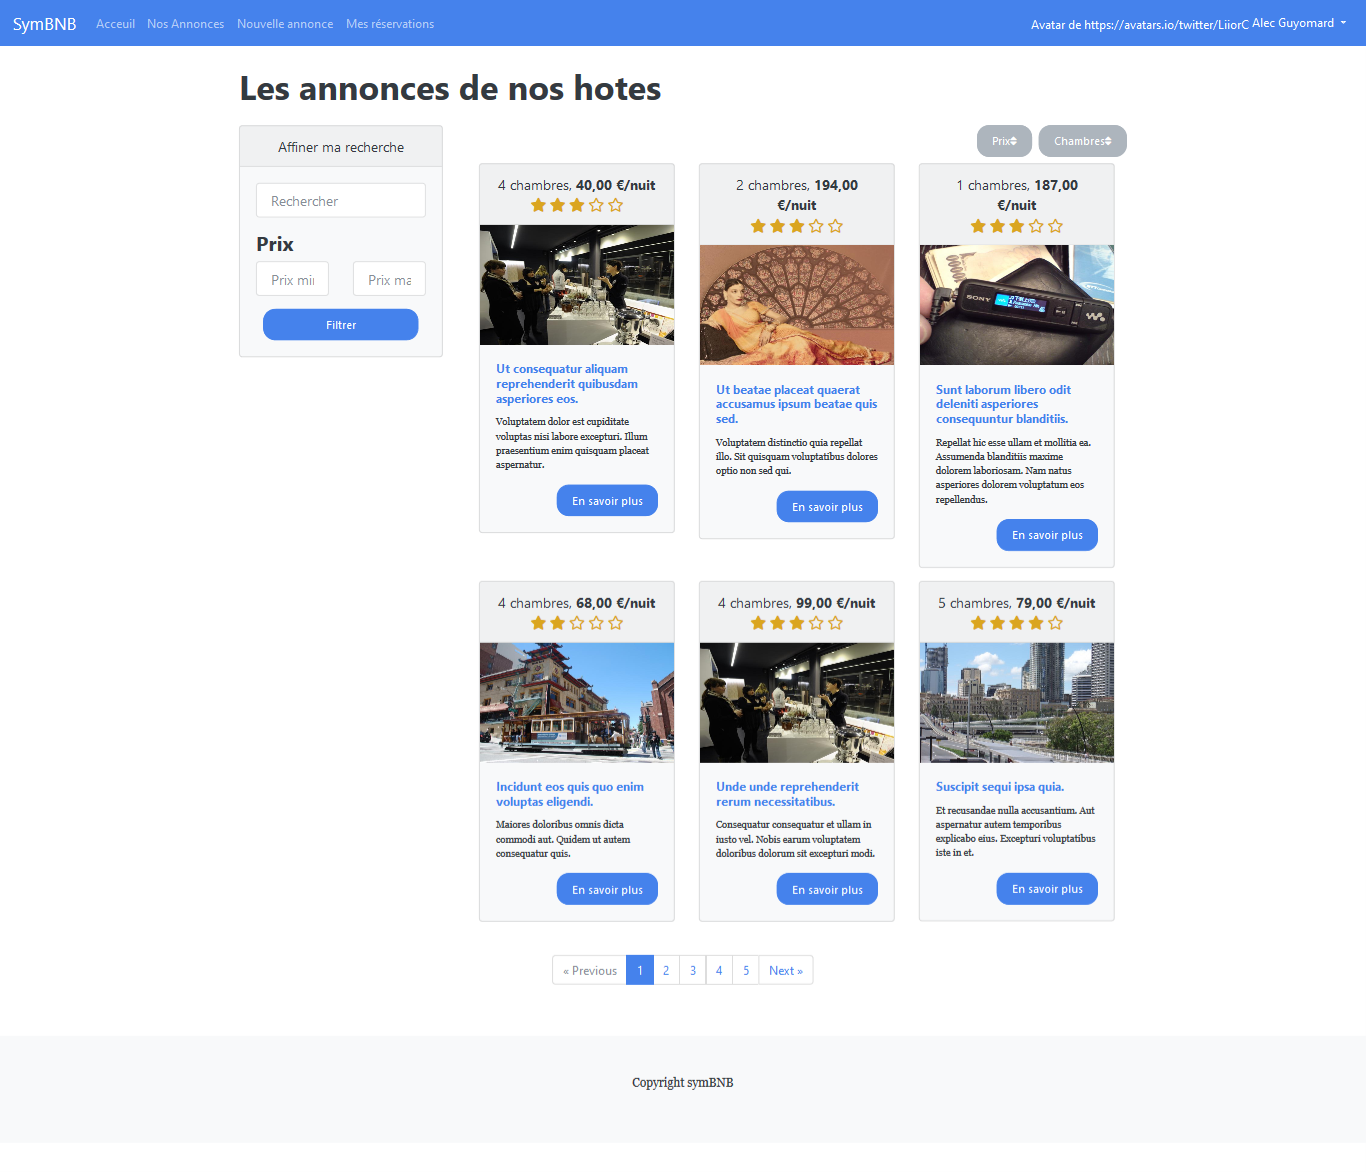 SymBNB Acceuil Nos Annonces Nouvelle annonce Mes réservations Avatar de https://avatars.io/twitter/LiiorC Alec Guyomard
Les annonces de nos hotes
Affiner ma recherche
Rechercher
Prix
Prix min Prix ma
Filtrer
Prix Chambres
4 chambres, 40,00 €/nuit
Ut consequatur aliquam
reprehenderit quibusdam
asperiores eos.
Voluptatem dolor est cupiditate
voluptas nisi labore excepturi. Illum
praesentium enim quisquam placeat
aspernatur.
En savoir plus
2 chambres, 194,00
€/nuit
Ut beatae placeat quaerat
accusamus ipsum beatae quis
sed.
Voluptatem distinctio quia repellat
illo. Sit quisquam voluptatibus dolores
optio non sed qui.
En savoir plus
1 chambres, 187,00
€/nuit
SONY
Sunt laborum libero odit
deleniti asperiores
consequuntur blanditiis.
Repellat hic esse ullam et mollitia ea.
Assumenda blanditiis maxime
dolorem laboriosam. Nam natus
asperiores dolorem voluptatum eos
repellendus.
En savoir plus
4 chambres, 68,00 €/nuit
Incidunt eos quis quo enim
voluptas eligendi.
Maiores doloribus omnis dicta
commodi aut. Quidem ut autem
consequatur quis.
En savoir plus
4 chambres, 99,00 €/nuit
Unde unde reprehenderit
rerum necessitatibus.
Consequatur consequatur et ullam in
iusto vel. Nobis earum voluptatem
doloribus dolorum sit excepturi modi.
En savoir plus
5 chambres, 79,00 €/nuit
Suscipit sequi ipsa quia.
Et recusandae nulla accusantium. Aut
aspernatur autem temporibus
explicabo eius. Excepturi voluptatibus
iste in et.
En savoir plus
« Previous 1 2 3 4 5 Next »
Copyright symBNB